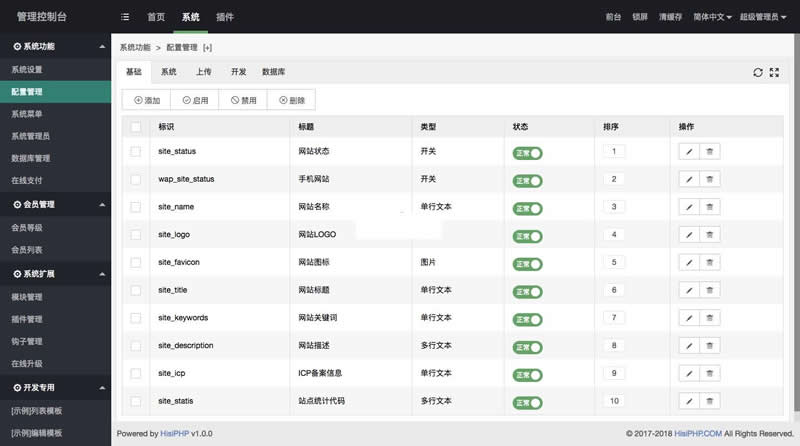 管理控制台 首页 系统 插件 前台 锁屏 清缓存 简体中文 超级管理员
系统功能
系统设置
配置管理
系统菜单
系统管理员
数据库管理
在线支付
会员管理
会员等级
会员列表
系统扩展
模块管理
插件管理
钩子管理
在线升级
开发专用
[示例]列表模板
[示例]编辑模板
系统功能 > 配置管理 [+]
基础 系统 上传 开发 数据库
添加 启用 禁用 删除
标识 标题 类型 状态 排序 操作
site_status 网站状态 开关 正常 1
wap_site_status 手机网站 开关 正常 2
site_name 网站名称 单行文本 正常 3
site_logo 网站LOGO 正常 4
site_favicon 网站图标 图片 正常 5
site_title 网站标题 单行文本 正常 6
site_keywords 网站关键词 单行文本 正常 7
site_description 网站描述 多行文本 正常 8
site_icp ICP备案信息 单行文本 正常 9
site_statis 站点统计代码 多行文本 正常 10
Powered by HisiPHP v1.0.0 © 2017-2018 HisiPHP.COM All Rights Reserved.